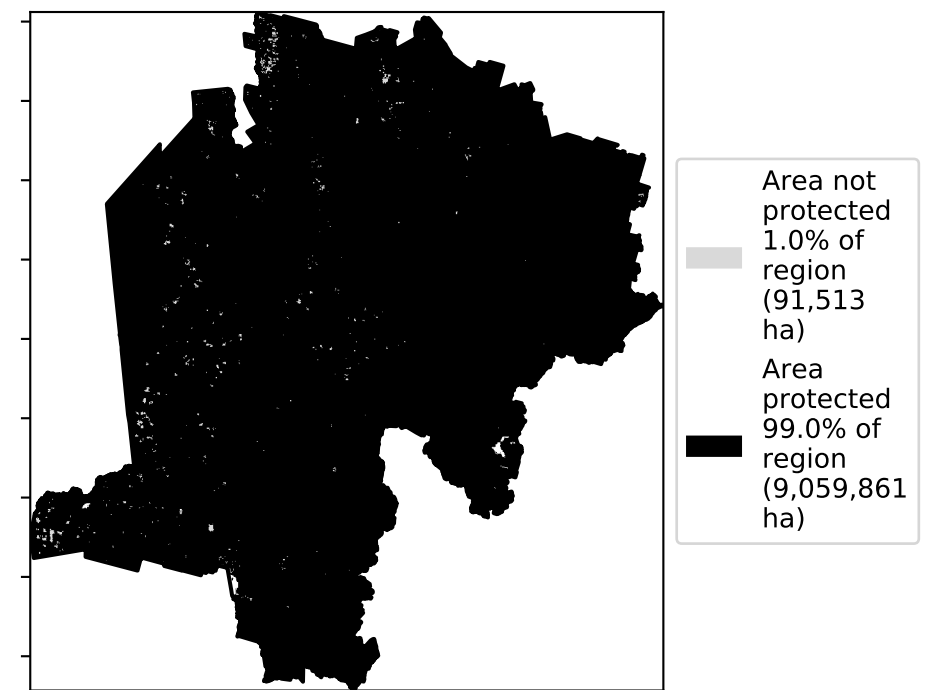 Area not
protected
1.0% of
region
(91,513
ha)
Area
protected
99.0% of
region
(9,059,861
ha)